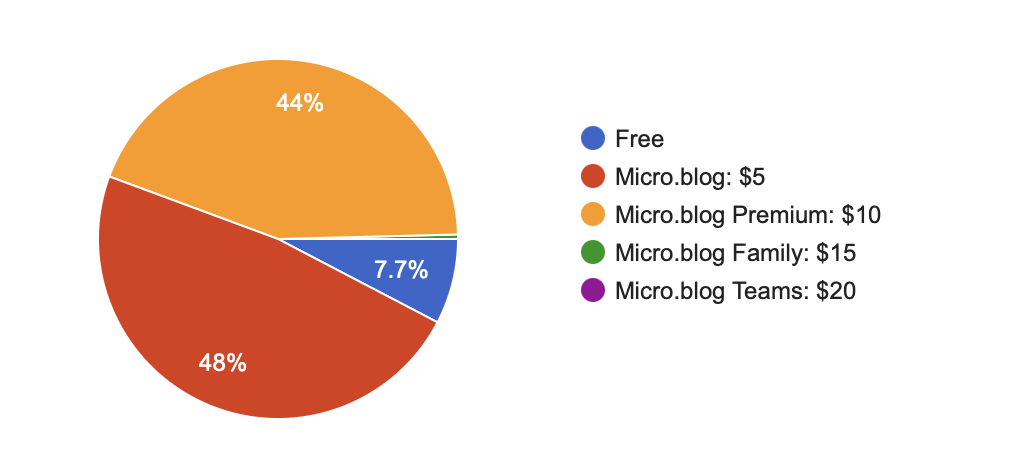 44%
7.7%
48%
Free
Micro.blog: $5
Micro.blog Premium: $10
Micro.blog Family: $15
Micro.blog Teams: $20